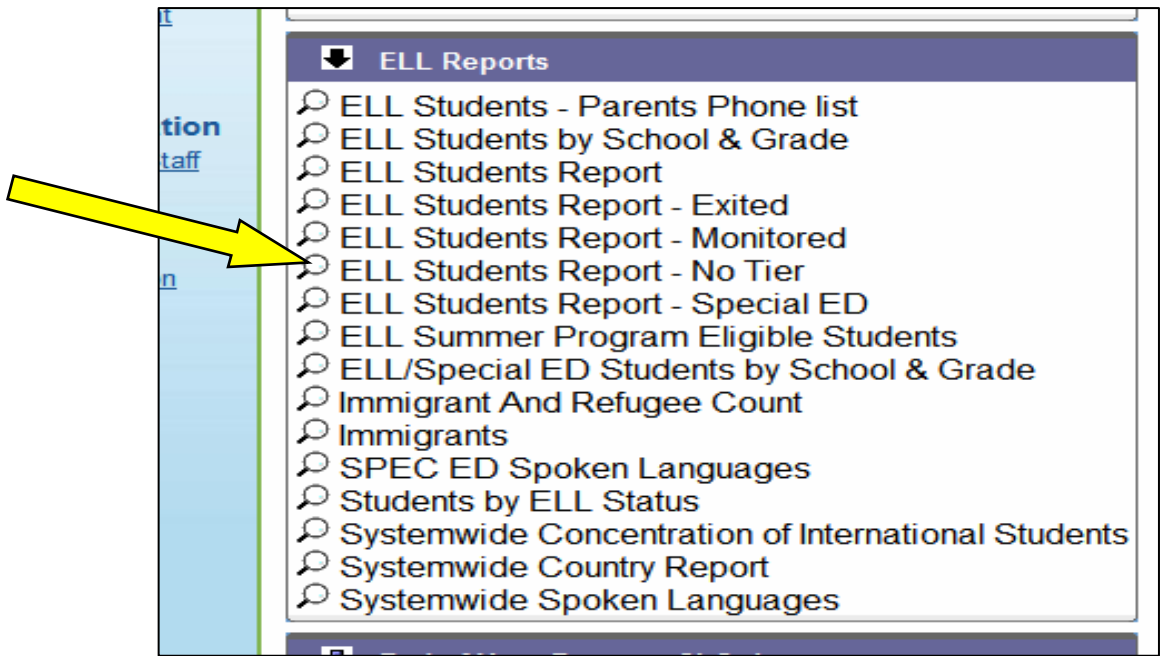 tion
taff
n
ELL Reports
ELL Students - Parents Phone list
ELL Students by School & Grade
ELL Students Report
ELL Students Report - Exited
ELL Students Report - Monitored
ELL Students Report - No Tier
ELL Students Report - Special ED
ELL Summer Program Eligible Students
ELL/Special ED Students by School & Grade
Immigrant And Refugee Count
Immigrants
SPEC ED Spoken Languages
Students by ELL Status
Systemwide Concentration of International Students
Systemwide Country Report
Systemwide Spoken Languages